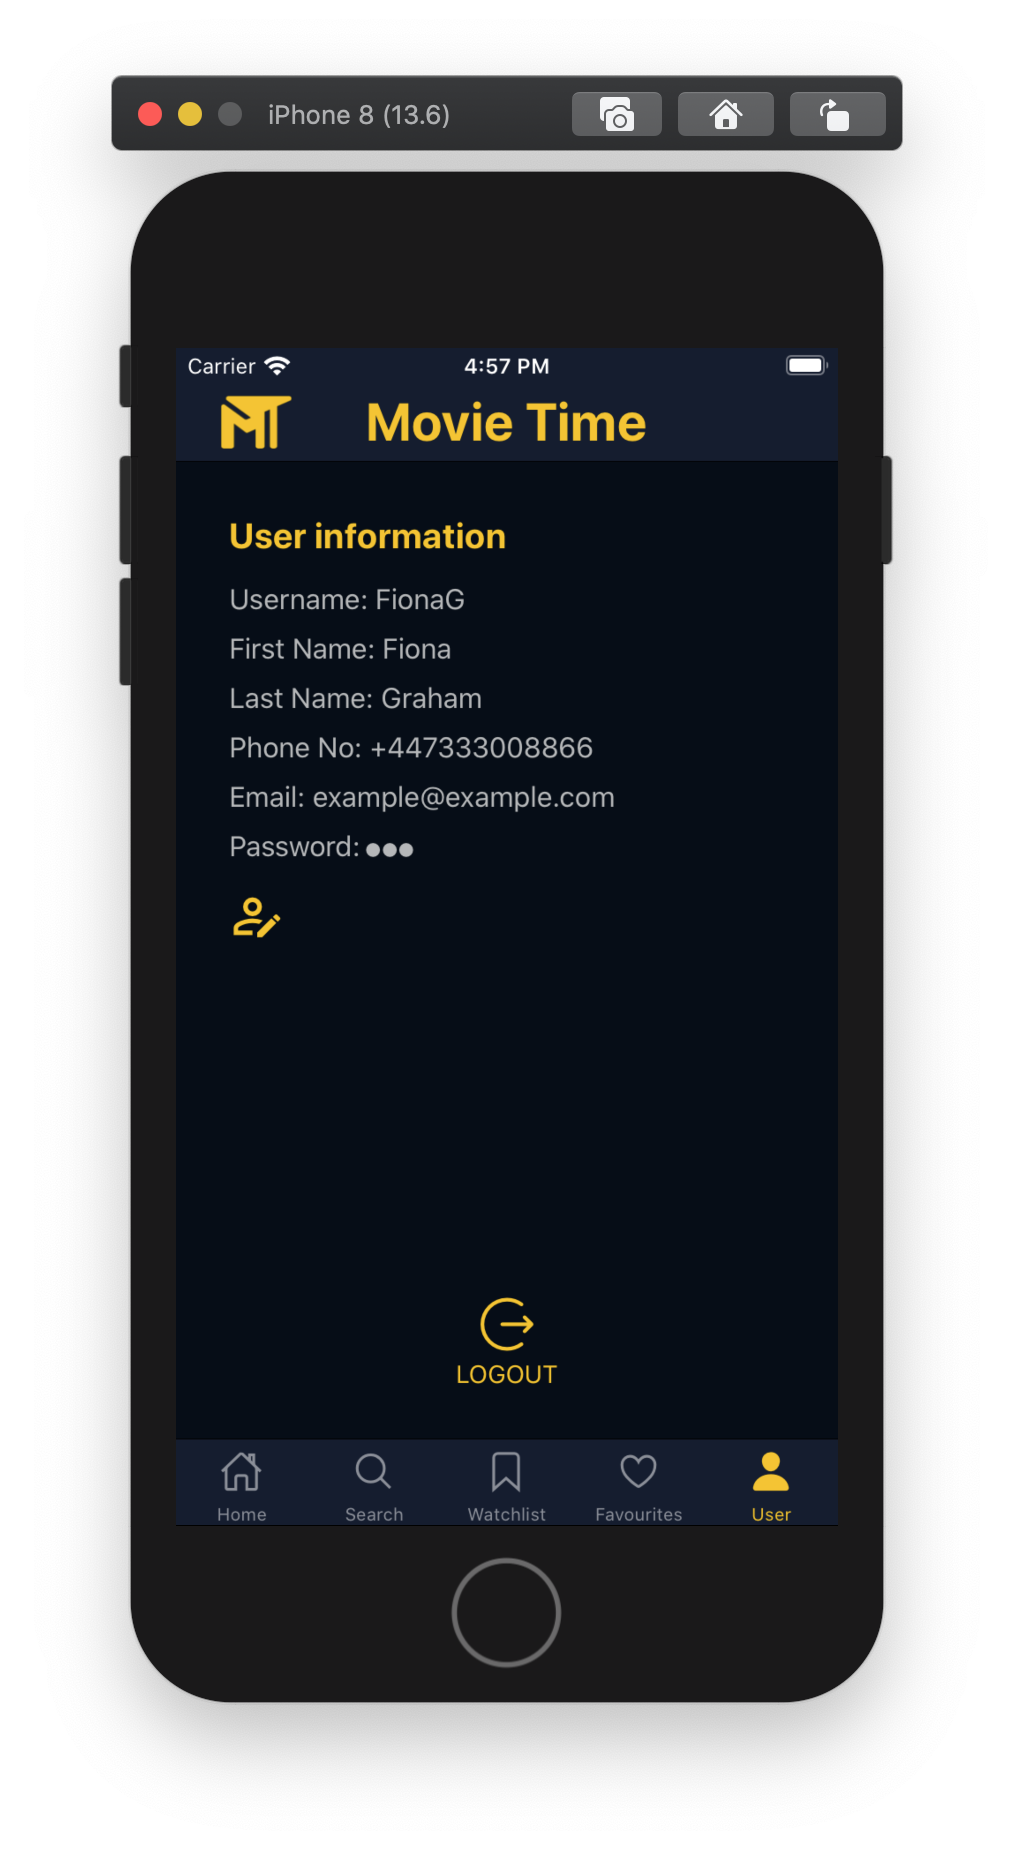 iPhone 8 (13.6)
Carrier 4:57 PM
MT Movie Time
User information
Username: FionaG
First Name: Fiona
Last Name: Graham
Phone No: +447333008866
Email: example@example.com
Password: ●●●
LOGOUT
Home Search Watchlist Favourites User